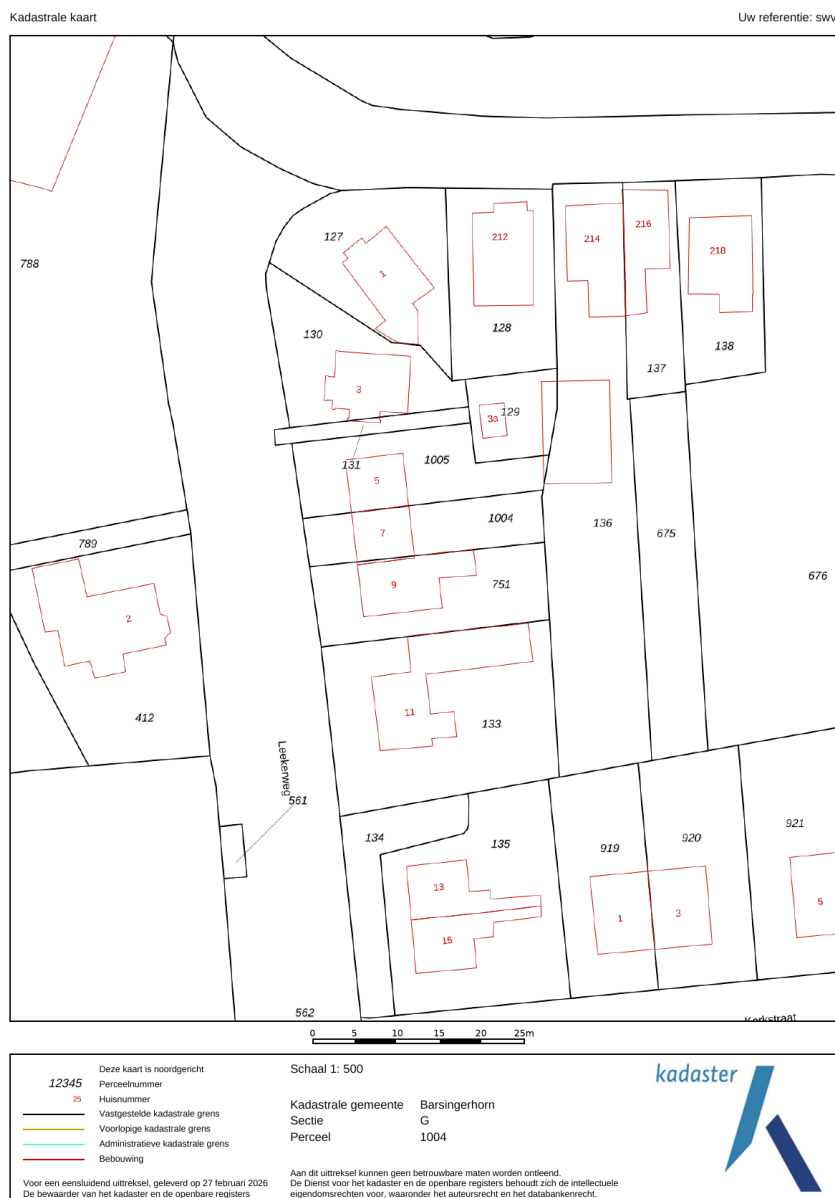 Kadastrale kaart
Uw referentie: swv
127
1
212
214
216
218
788
130
128
137
138
3
3a
129
131
1005
5
1004
7
136
675
789
9
751
676
2
412
11
133
Leekerweg
561
134
135
919
920
921
13
15
1
3
5
562
Kerkstraat
0 5 10 15 20 25m
Deze kaart is noordgericht
12345 Perceelnummer
25 Huisnummer
Vastgestelde kadastrale grens
Voorlopige kadastrale grens
Administratieve kadastrale grens
Bebouwing
Voor een eensluidend uittreksel, geleverd op 27 februari 2026
De bewaarder van het kadaster en de openbare registers
Schaal 1: 500
Kadastrale gemeente Barsingerhorn
Sectie G
Perceel 1004
Aan dit uittreksel kunnen geen betrouwbare maten worden ontleend.
De Dienst voor het kadaster en de openbare registers behoudt zich de intellectuele
eigendomsrechten voor, waaronder het auteursrecht en het databankenrecht.
kadaster